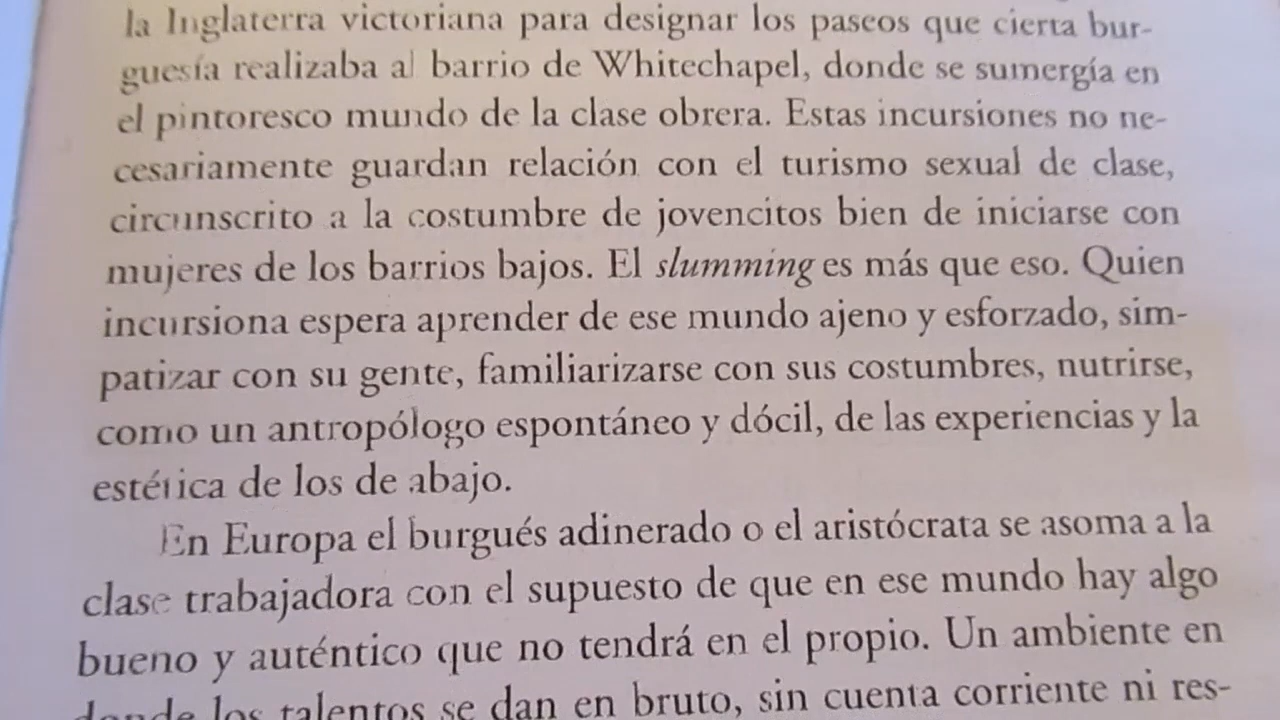 la Inglaterra victoriana para designar los paseos que cierta bur-
guesía realizaba al barrio de Whitechapel, donde se sumergía en
el pintoresco mundo de la clase obrera. Estas incursiones no ne-
cesariamente guardan relación con el turismo sexual de clase,
circunscrito a la costumbre de jovencitos bien de iniciarse con
mujeres de los barrios bajos. El slumming es más que eso. Quien
incursiona espera aprender de ese mundo ajeno y esforzado, sim-
patizar con su gente, familiarizarse con sus costumbres, nutrirse,
como un antropólogo espontáneo y dócil, de las experiencias y la
estética de los de abajo.
En Europa el burgués adinerado o el aristócrata se asoma a la
clase trabajadora con el supuesto de que en ese mundo hay algo
bueno y auténtico que no tendrá en el propio. Un ambiente en
donde los talentos se dan en bruto, sin cuenta corriente ni res-